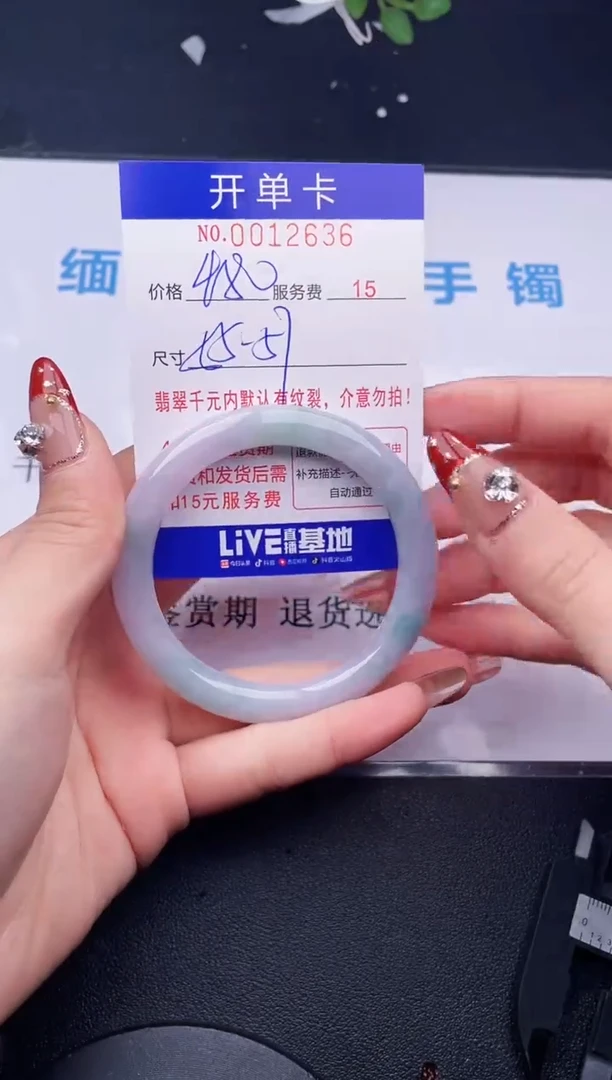 开单卡
NO.0012636
缅
手镯
价格 480 服务费 15
尺寸
翡翠千元内默认有纹裂，介意勿拍！
货期
和发货后需
15元服务费
补充描述
自动通过
LiVE直播基地
赏期 退货